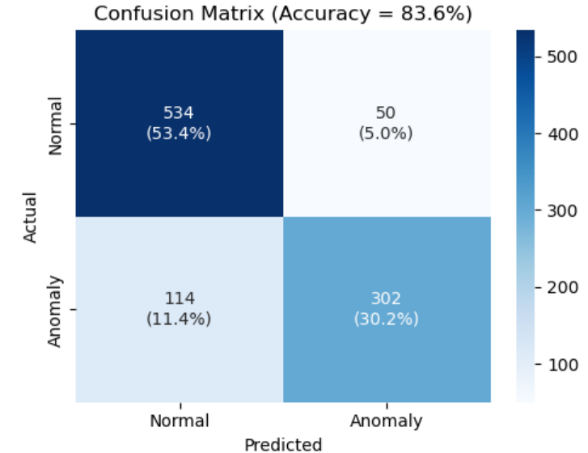 Confusion Matrix (Accuracy = 83.6%)
Actual
Normal
534
(53.4%)
50
(5.0%)
Anomaly
114
(11.4%)
302
(30.2%)
Normal
Anomaly
Predicted
500
400
300
200
100